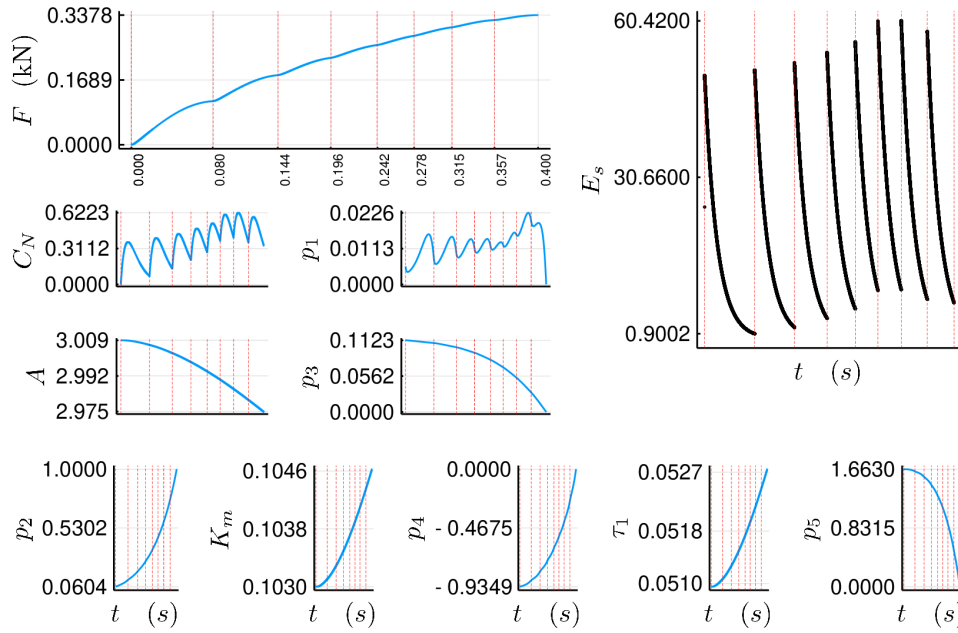 F (kN)
0.3378
0.1689
0.0000
0.000
0.080
0.144
0.196
0.242
0.278
0.315
0.357
0.400
E_s
60.4200
30.6600
0.9002
t (s)
C_N
0.6223
0.3112
0.0000
p_1
0.0226
0.0113
0.0000
A
3.009
2.992
2.975
p_3
0.1123
0.0562
0.0000
p_2
1.0000
0.5302
0.0604
t (s)
K_m
0.1046
0.1038
0.1030
t (s)
p_4
0.0000
- 0.4675
- 0.9349
t (s)
τ_1
0.0527
0.0518
0.0510
t (s)
p_5
1.6630
0.8315
0.0000
t (s)